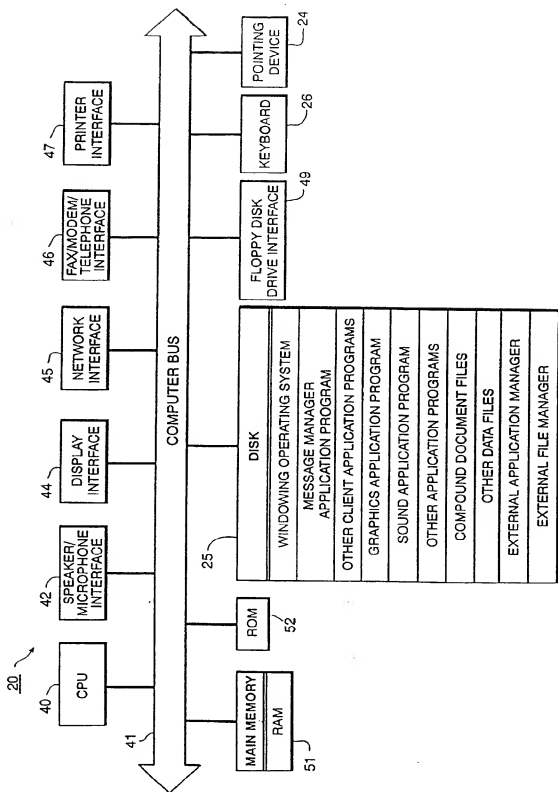 20
40
CPU
42
SPEAKER/
MICROPHONE
INTERFACE
44
DISPLAY
INTERFACE
45
NETWORK
INTERFACE
46
FAX/MODEM/
TELEPHONE
INTERFACE
47
PRINTER
INTERFACE
41
COMPUTER BUS
MAIN MEMORY
RAM
51
ROM
52
25
DISK
WINDOWING OPERATING SYSTEM
MESSAGE MANAGER
APPLICATION PROGRAM
OTHER CLIENT APPLICATION PROGRAMS
GRAPHICS APPLICATION PROGRAM
SOUND APPLICATION PROGRAM
OTHER APPLICATION PROGRAMS
COMPOUND DOCUMENT FILES
OTHER DATA FILES
EXTERNAL APPLICATION MANAGER
EXTERNAL FILE MANAGER
FLOPPY DISK
DRIVE INTERFACE
49
KEYBOARD
26
POINTING
DEVICE
24